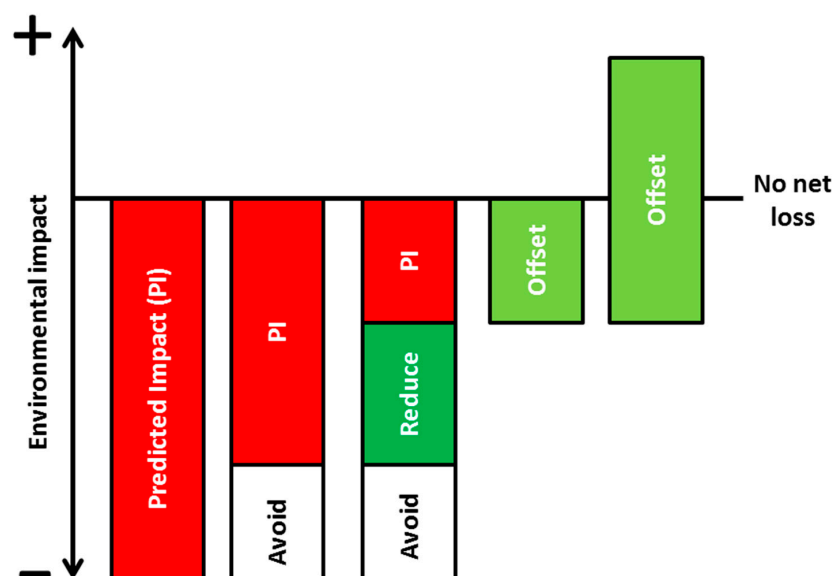 +
Environmental impact
−
Predicted Impact (PI)
PI
Avoid
PI
Reduce
Avoid
Offset
Offset
No net
loss